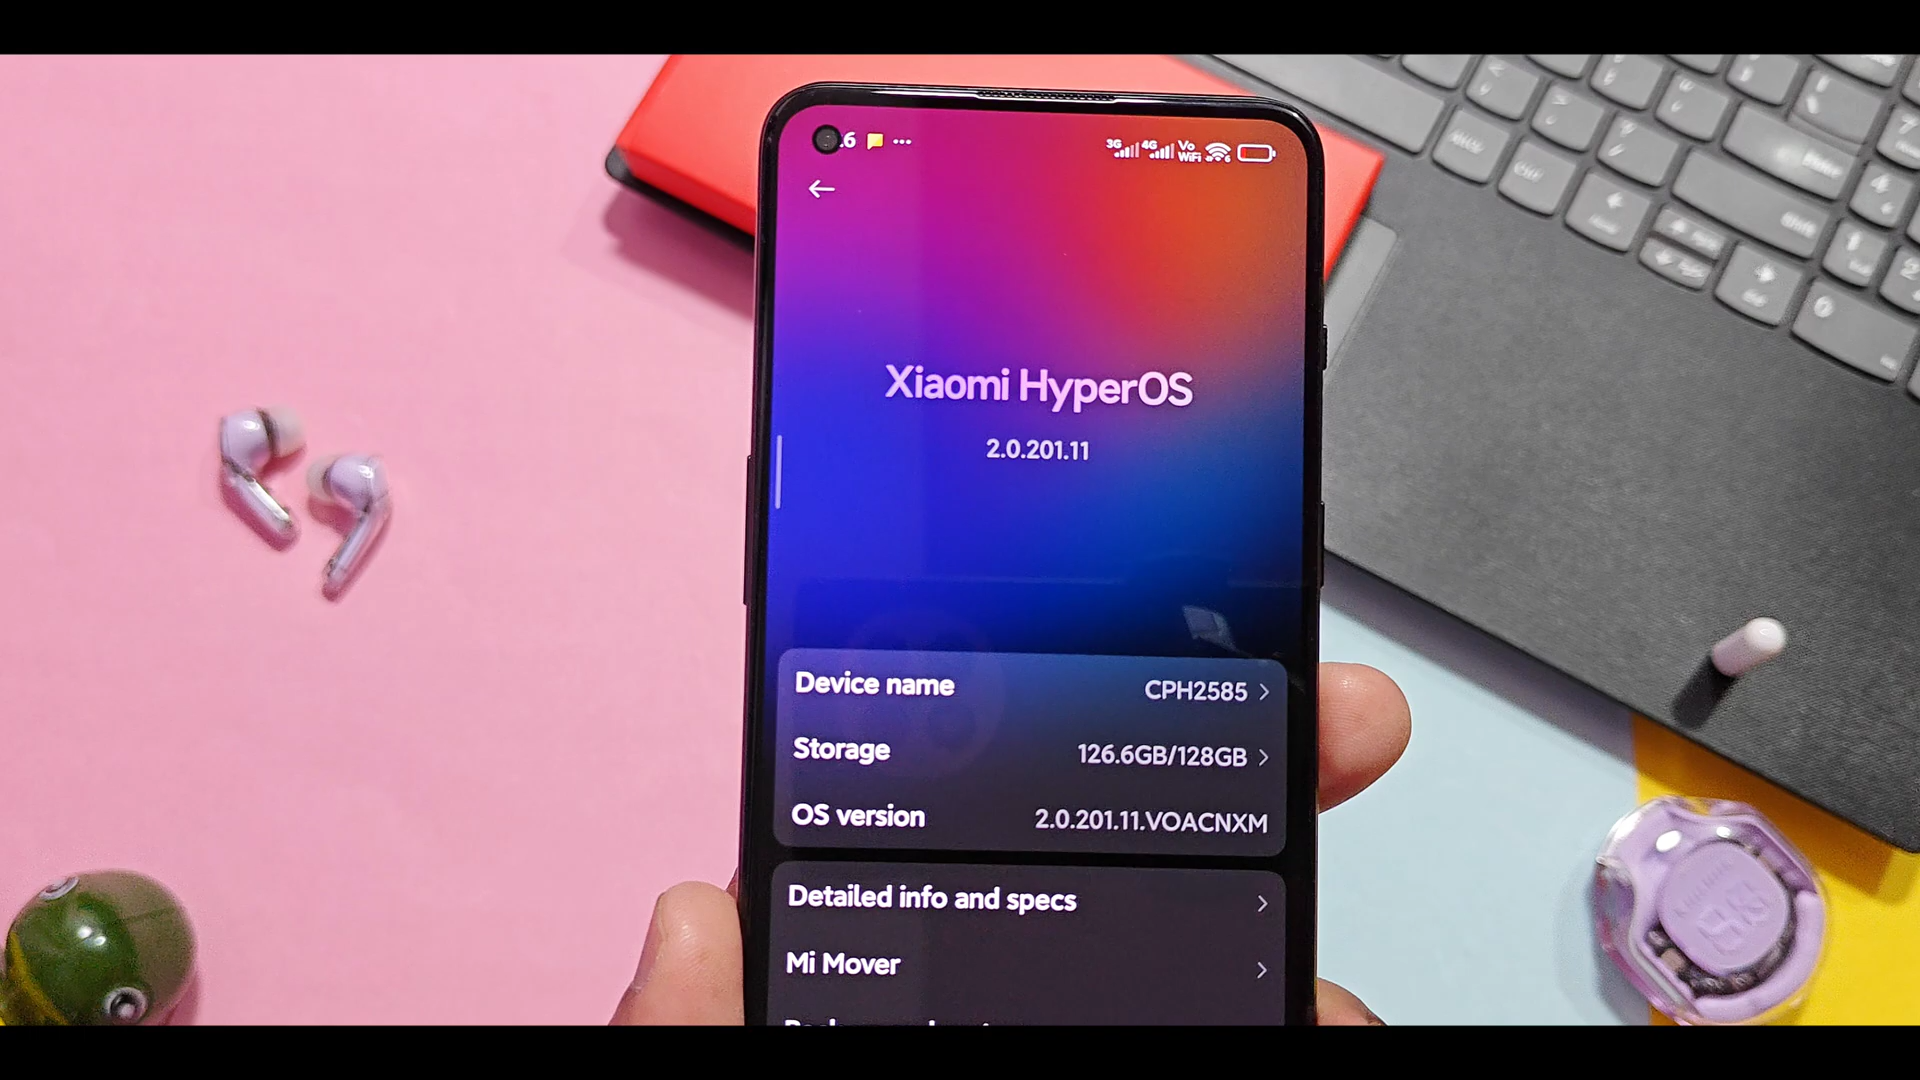 .6 ...
3G 4G Vo WiFi 6
Xiaomi HyperOS
2.0.201.11
Device name CPH2585
Storage 126.6GB/128GB
OS version 2.0.201.11.VOACNXM
Detailed info and specs
Mi Mover